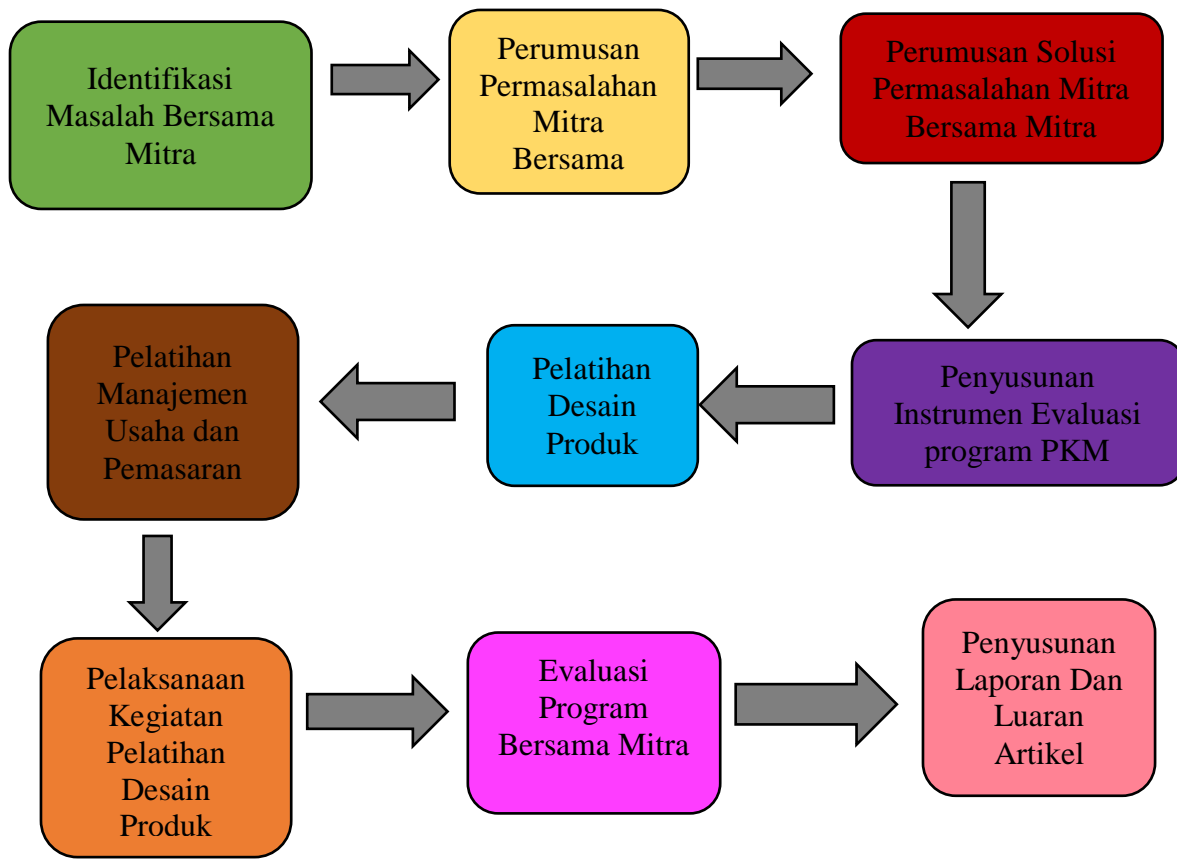 Identifikasi
Masalah Bersama
Mitra
Perumusan
Permasalahan
Mitra
Bersama
Perumusan Solusi
Permasalahan Mitra
Bersama Mitra
Penyusunan
Instrumen Evaluasi
program PKM
Pelatihan
Desain
Produk
Pelatihan
Manajemen
Usaha dan
Pemasaran
Pelaksanaan
Kegiatan
Pelatihan
Desain
Produk
Evaluasi
Program
Bersama Mitra
Penyusunan
Laporan Dan
Luaran
Artikel